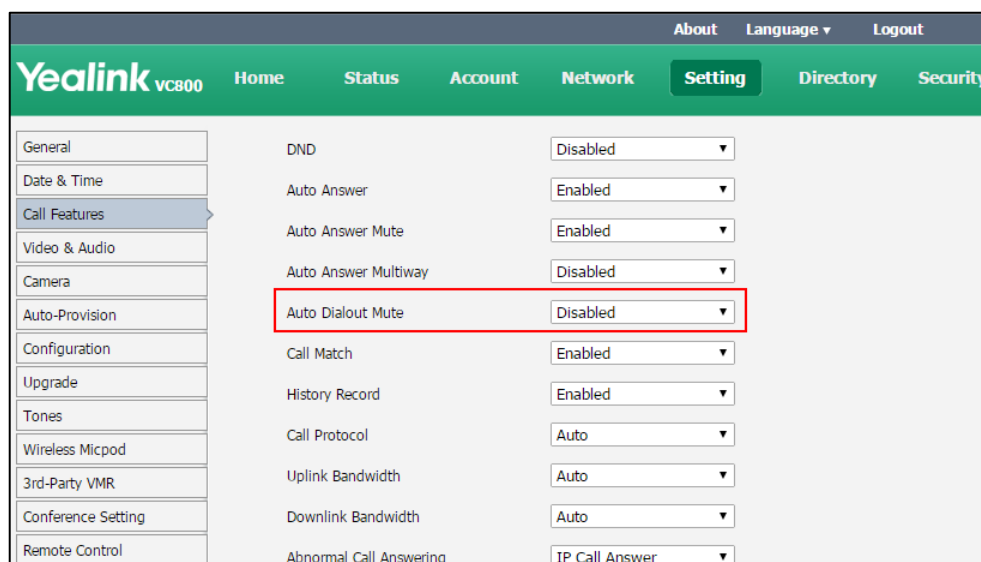 About Language ▾ Logout
Yealink VC800 Home Status Account Network Setting Directory Security
General
Date & Time
Call Features
Video & Audio
Camera
Auto-Provision
Configuration
Upgrade
Tones
Wireless Micpod
3rd-Party VMR
Conference Setting
Remote Control
DND Disabled
Auto Answer Enabled
Auto Answer Mute Enabled
Auto Answer Multiway Disabled
Auto Dialout Mute Disabled
Call Match Enabled
History Record Enabled
Call Protocol Auto
Uplink Bandwidth Auto
Downlink Bandwidth Auto
Abnormal Call Answering IP Call Answer